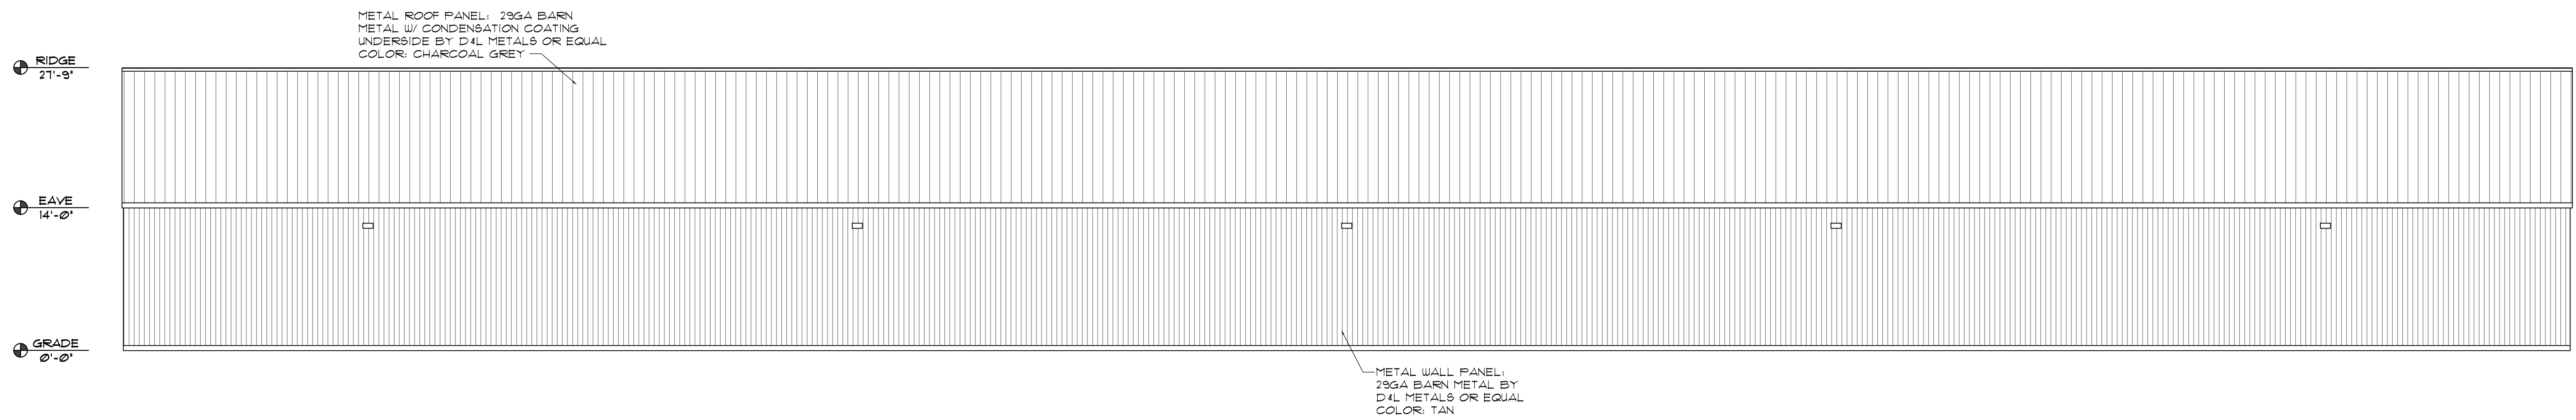 METAL ROOF PANEL: 29GA BARN
METAL W/ CONDENSATION COATING
UNDERSIDE BY D&L METALS OR EQUAL
COLOR: CHARCOAL GREY
RIDGE
27'-9"
EAVE
14'-0"
GRADE
0'-0"
METAL WALL PANEL:
29GA BARN METAL BY
D&L METALS OR EQUAL
COLOR: TAN